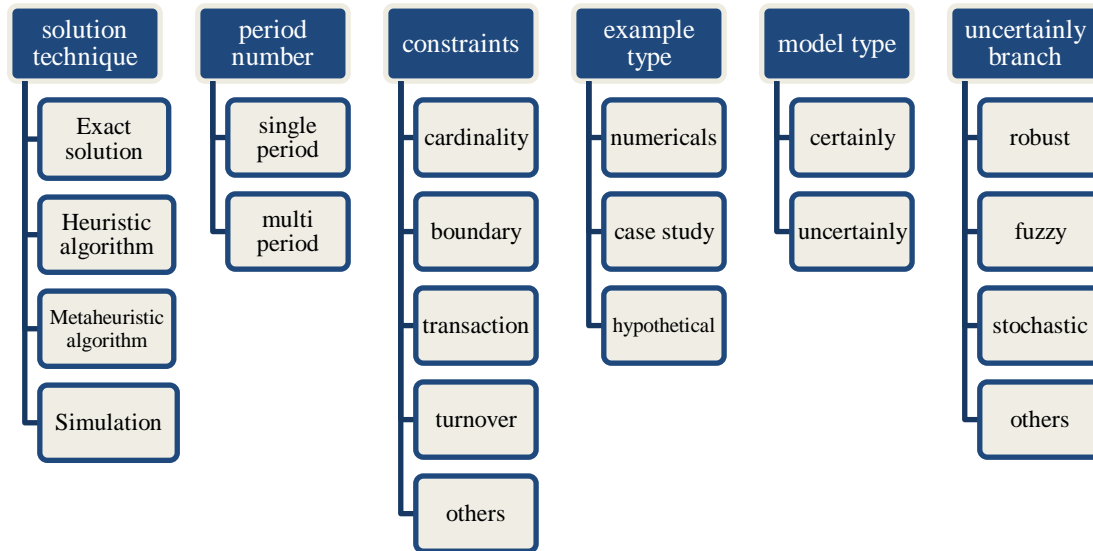 solution
technique
Exact
solution
Heuristic
algorithm
Metaheuristic
algorithm
Simulation
period
number
single
period
multi
period
constraints
cardinality
boundary
transaction
turnover
others
example
type
numericals
case study
hypothetical
model type
certainly
uncertainly
uncertainly
branch
robust
fuzzy
stochastic
others